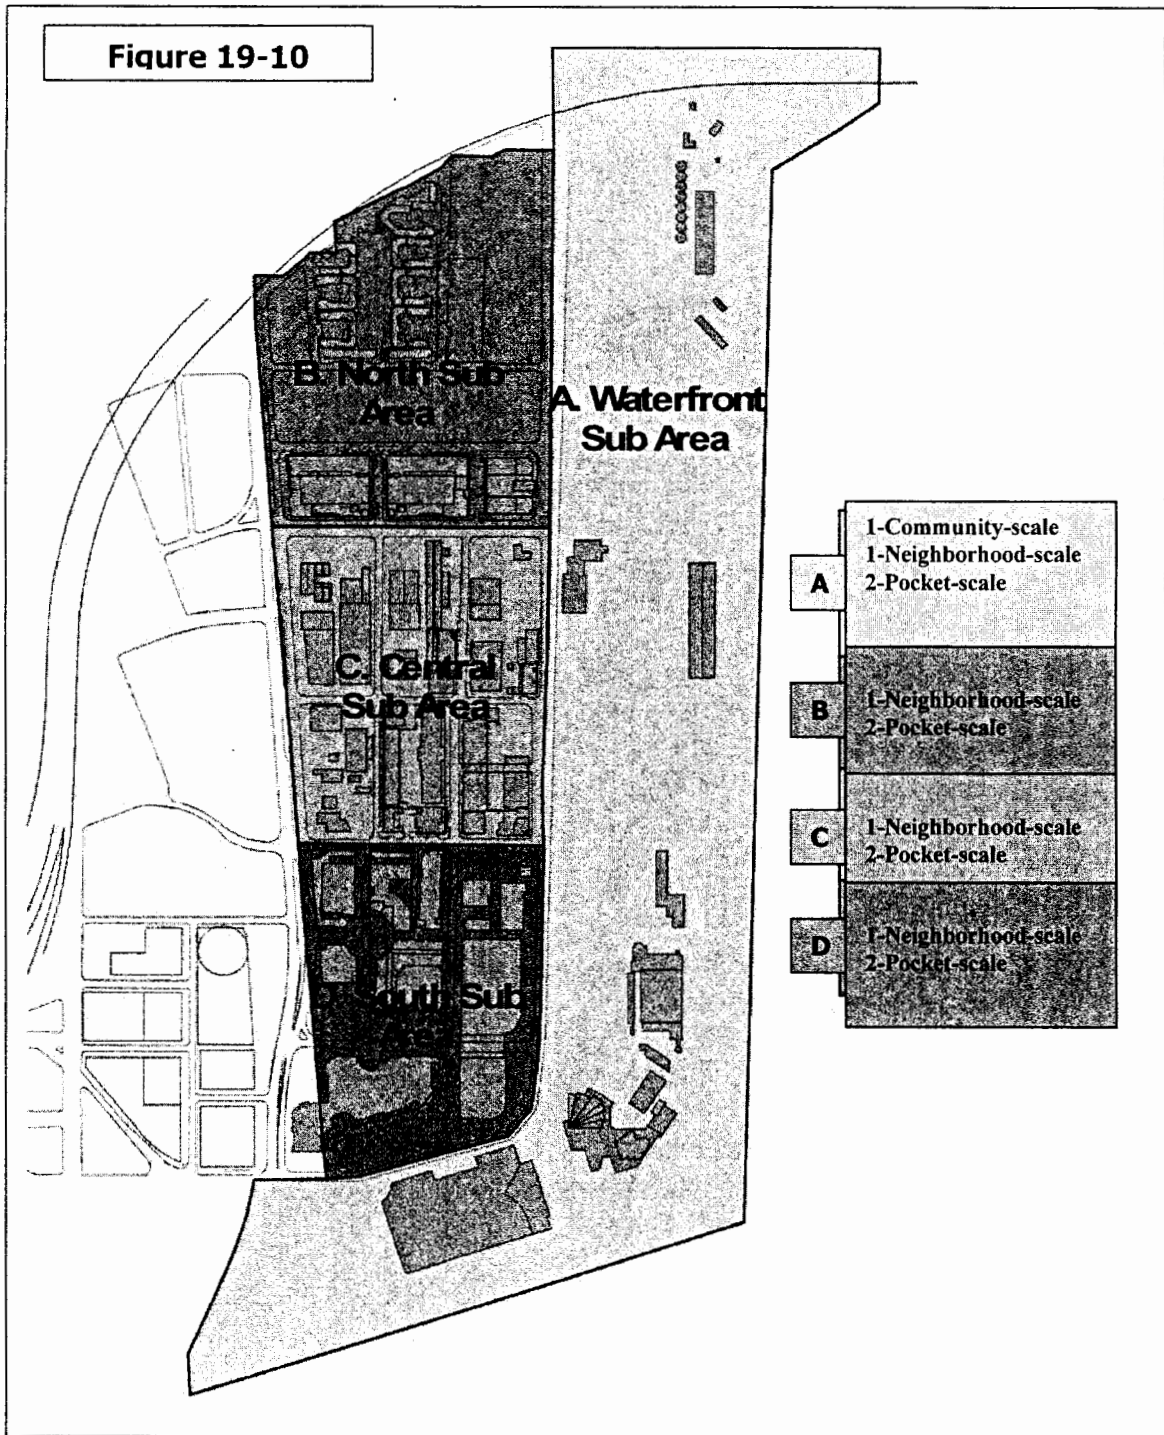 Figure 19-10
B. North Sub
Area
A. Waterfront
Sub Area
C. Central
Sub Area
South Sub
A
1-Community-scale
1-Neighborhood-scale
2-Pocket-scale
B
1-Neighborhood-scale
2-Pocket-scale
C
1-Neighborhood-scale
2-Pocket-scale
D
1-Neighborhood-scale
2-Pocket-scale